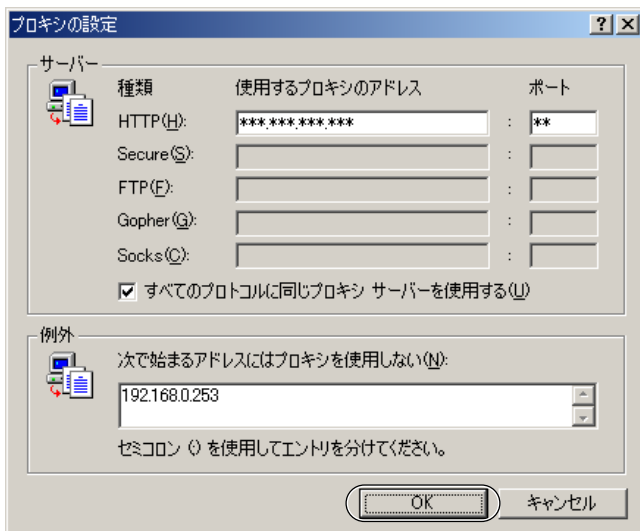 プロキシの設定
サーバー
種類 使用するプロキシのアドレス ポート
HTTP(H): ***.***.***.*** : **
Secure(S): :
FTP(F): :
Gopher(G): :
Socks(C): :
すべてのプロトコルに同じプロキシ サーバーを使用する(U)
例外
次で始まるアドレスにはプロキシを使用しない(N):
192.168.0.253
セミコロン (;) を使用してエントリを分けてください。
OK キャンセル